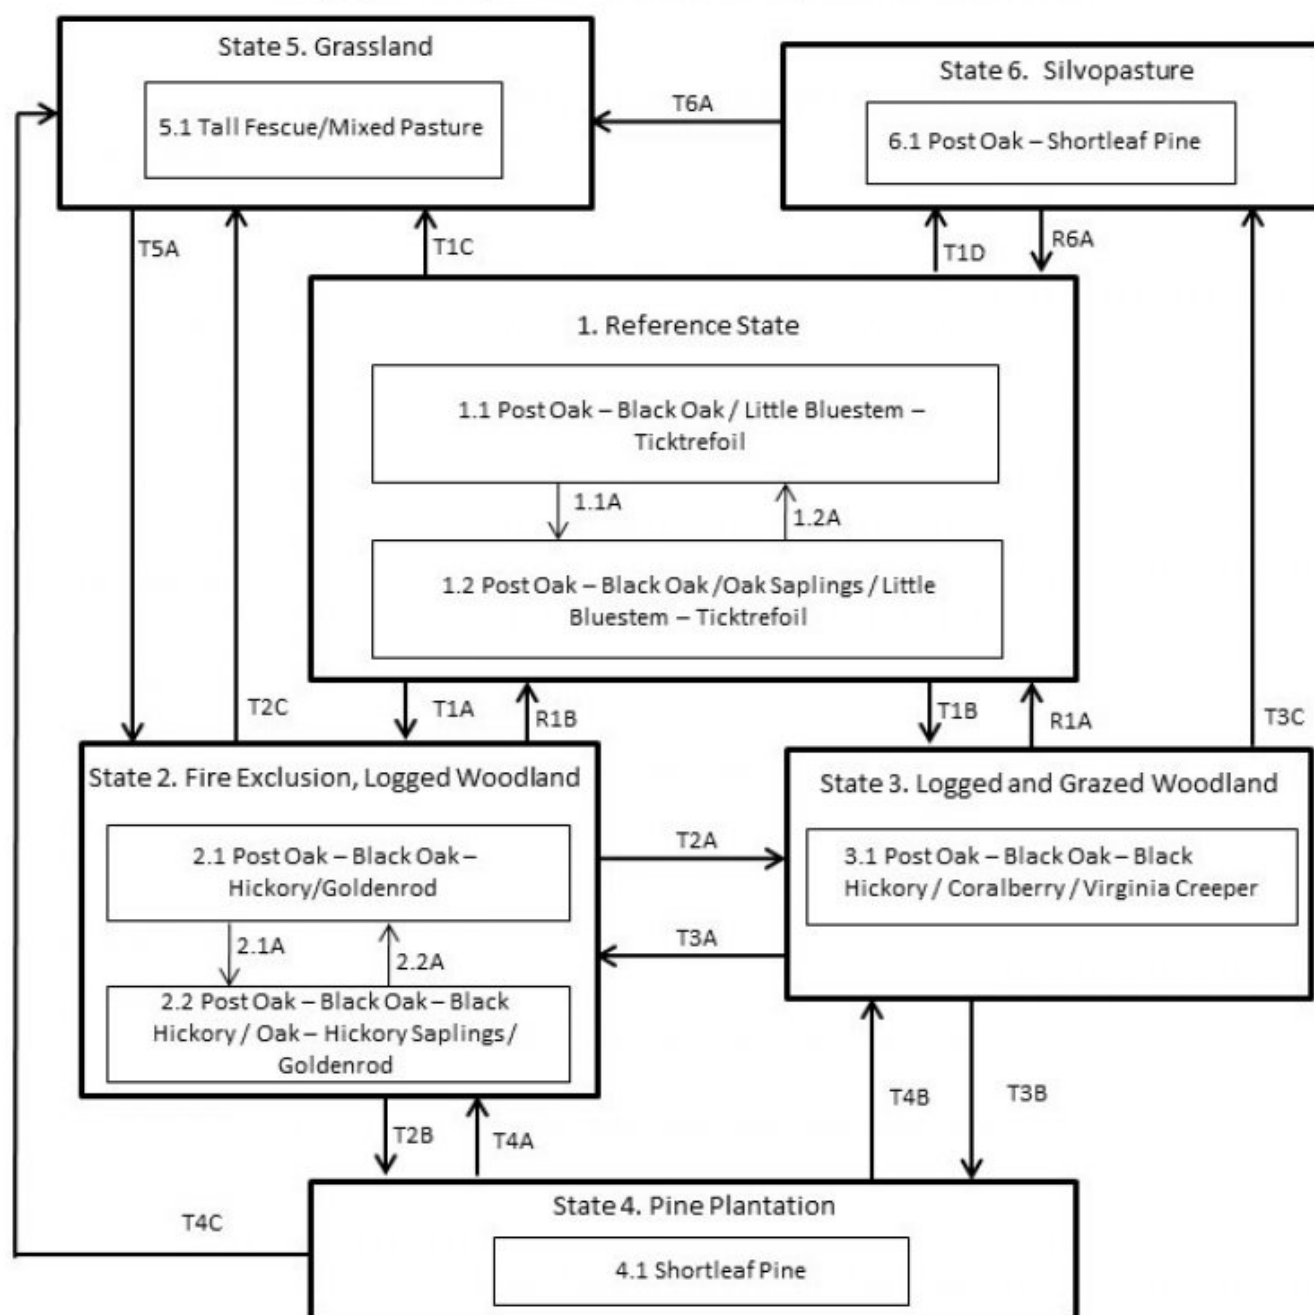 State 5. Grassland
5.1 Tall Fescue/Mixed Pasture
State 6.   Silvopasture
6.1 Post Oak – Shortleaf Pine
T6A
T5A
T1C
T1D
R6A
1. Reference State
1.1 Post Oak – Black Oak / Little Bluestem –
Ticktrefoil
1.1A
1.2A
1.2 Post Oak – Black Oak /Oak Saplings / Little
Bluestem – Ticktrefoil
T2C
T1A
R1B
T1B
R1A
T3C
State 2. Fire Exclusion, Logged Woodland
2.1 Post Oak – Black Oak –
Hickory/Goldenrod
2.1A
2.2A
2.2 Post Oak – Black Oak – Black
Hickory / Oak – Hickory Saplings /
Goldenrod
T2A
T3A
State 3. Logged and Grazed Woodland
3.1 Post Oak – Black Oak – Black
Hickory / Coralberry / Virginia Creeper
T2B
T4A
T4B
T3B
T4C
State 4. Pine Plantation
4.1 Shortleaf Pine